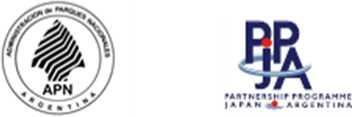 ADMINISTRACIÓN de PARQUES NACIONALES
APN
ARGENTINA
PPJA
PARTNERSHIP PROGRAMME
JAPAN ARGENTINA